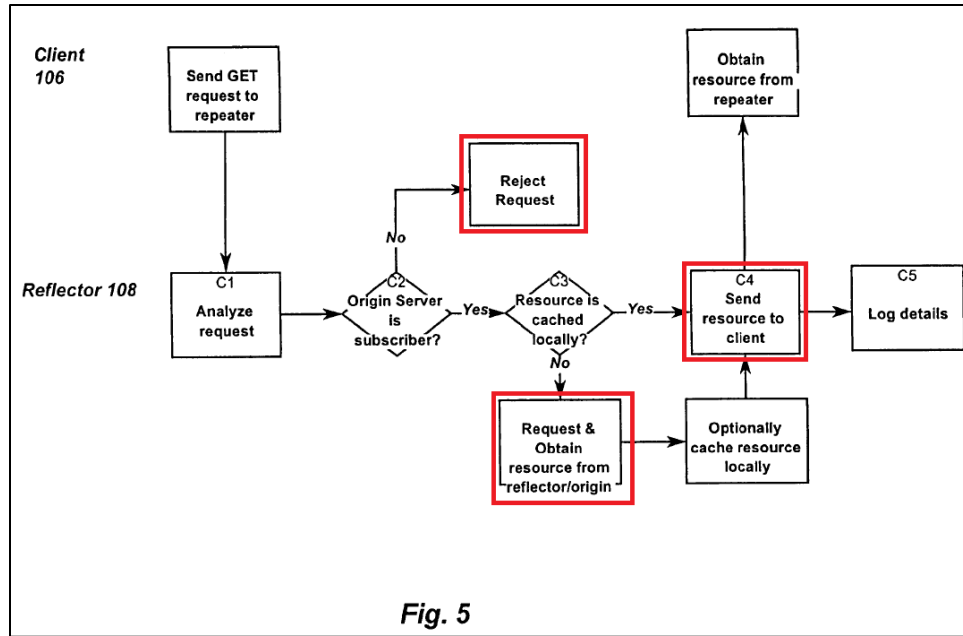 Client
106
Send GET
request to
repeater
Obtain
resource from
repeater
Reject
Request
No
Reflector 108
C1
Analyze
request
C2
Origin Server
is
subscriber?
Yes
C3
Resource is
cached
locally?
Yes
C4
Send
resource to
client
C5
Log details
No
Request &
Obtain
resource from
reflector/origin
Optionally
cache resource
locally
Fig. 5